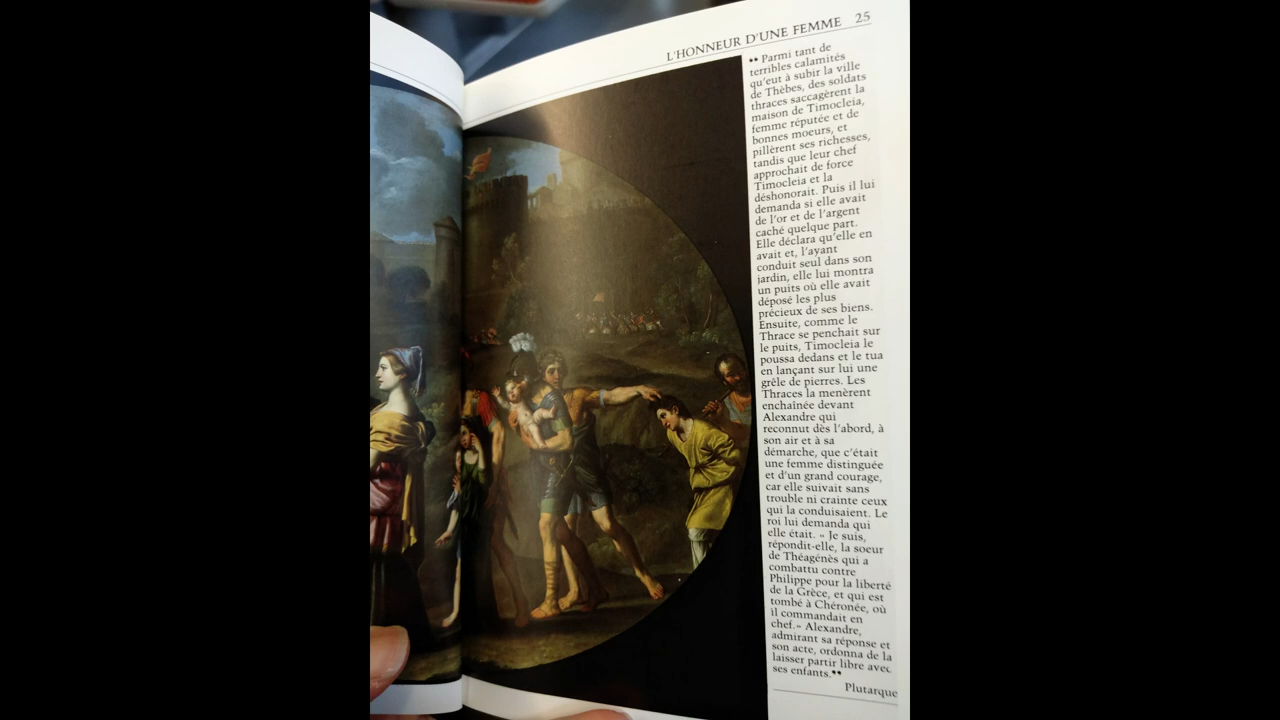 L'HONNEUR D'UNE FEMME 25
❝ Parmi tant de
terribles calamités
qu'eut à subir la ville
de Thèbes, des soldats
thraces saccagèrent la
maison de Timocleia,
femme réputée et de
bonnes moeurs, et
pillèrent ses richesses,
tandis que leur chef
approchait de force
Timocleia et la
déshonorait. Puis il lui
demanda si elle avait
de l'or et de l'argent
caché quelque part.
Elle déclara qu'elle en
avait et, l'ayant
conduit seul dans son
jardin, elle lui montra
un puits où elle avait
déposé les plus
précieux de ses biens.
Ensuite, comme le
Thrace se penchait sur
le puits, Timocleia le
poussa dedans et le tua
en lançant sur lui une
grêle de pierres. Les
Thraces la menèrent
enchaînée devant
Alexandre qui
reconnut dès l'abord, à
son air et à sa
démarche, que c'était
une femme distinguée
et d'un grand courage,
car elle suivait sans
trouble ni crainte ceux
qui la conduisaient. Le
roi lui demanda qui
elle était. « Je suis,
répondit-elle, la soeur
de Théagénès qui a
combattu contre
Philippe pour la liberté
de la Grèce, et qui est
tombé à Chéronée, où
il commandait en
chef.» Alexandre,
admirant sa réponse et
son acte, ordonna de la
laisser partir libre avec
ses enfants.❞
Plutarque